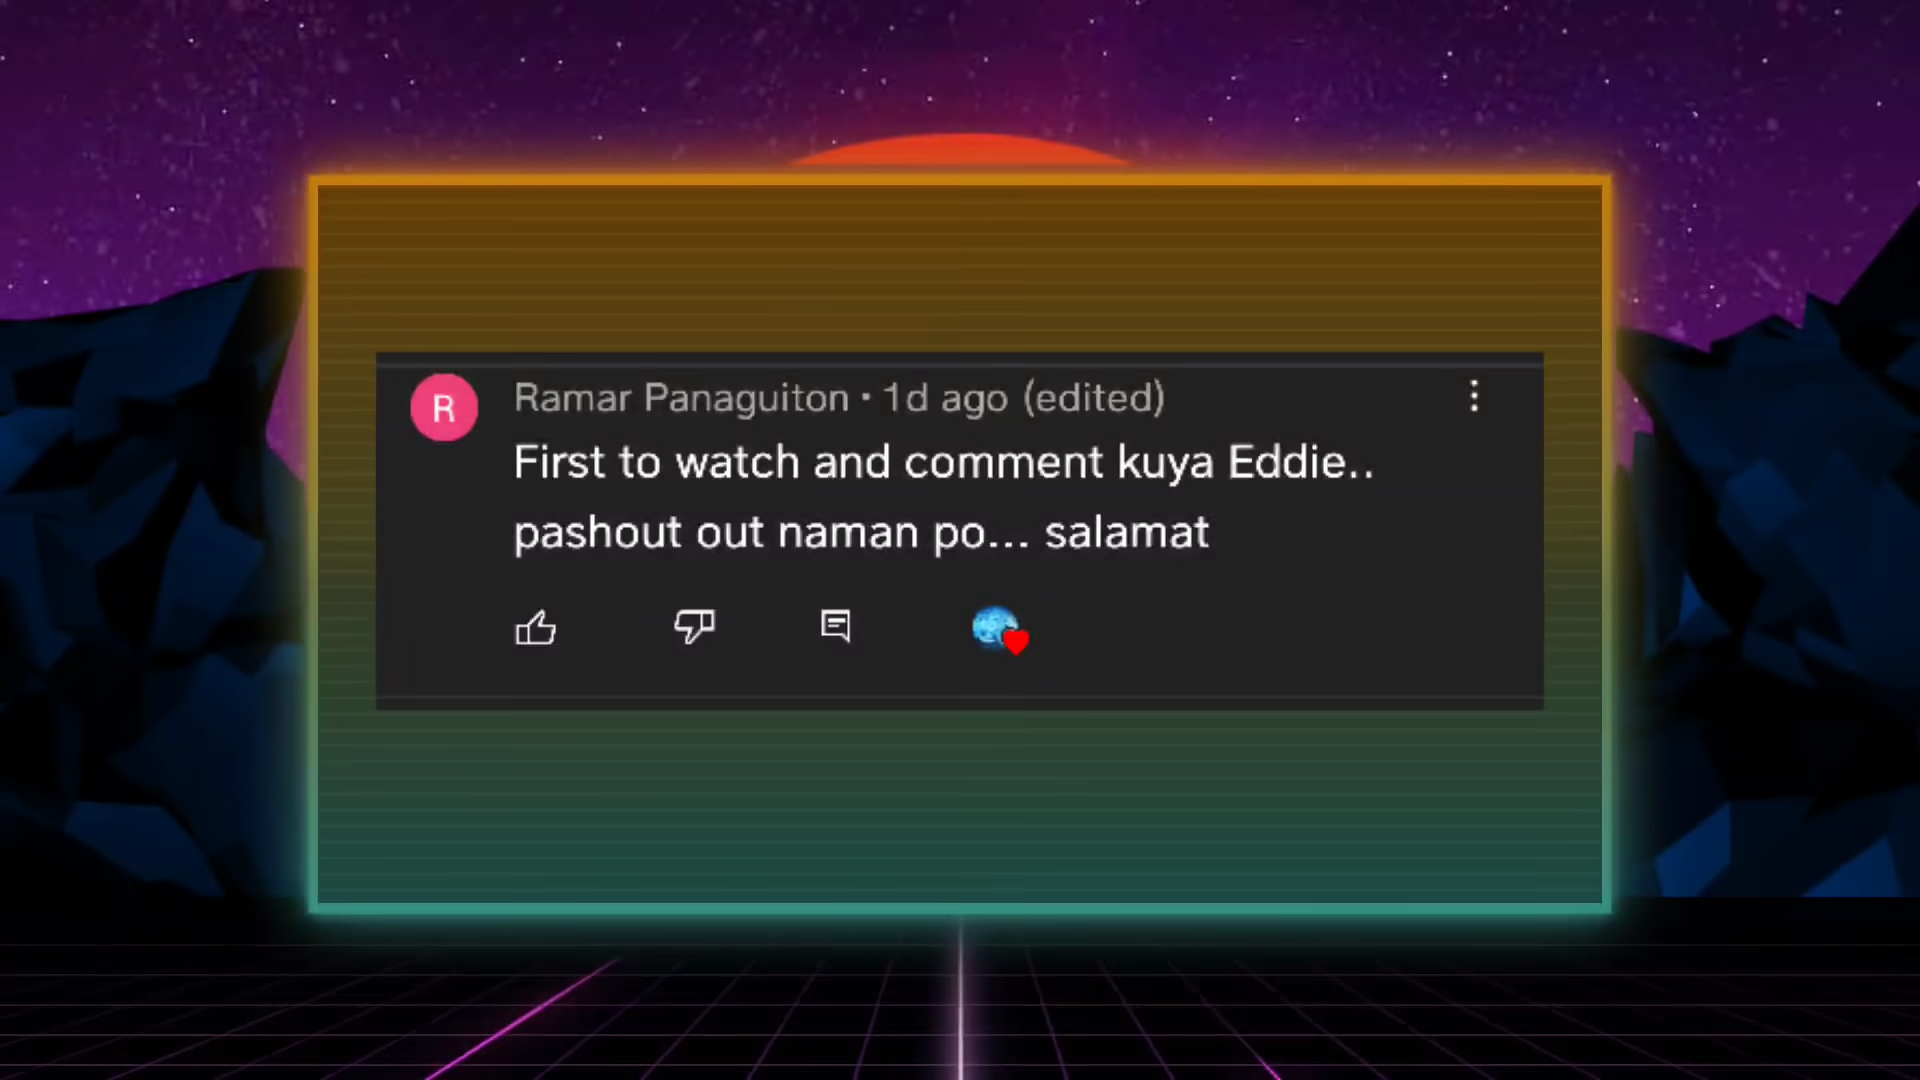 R
Ramar Panaguiton • 1d ago (edited)
First to watch and comment kuya Eddie..
pashout out naman po... salamat